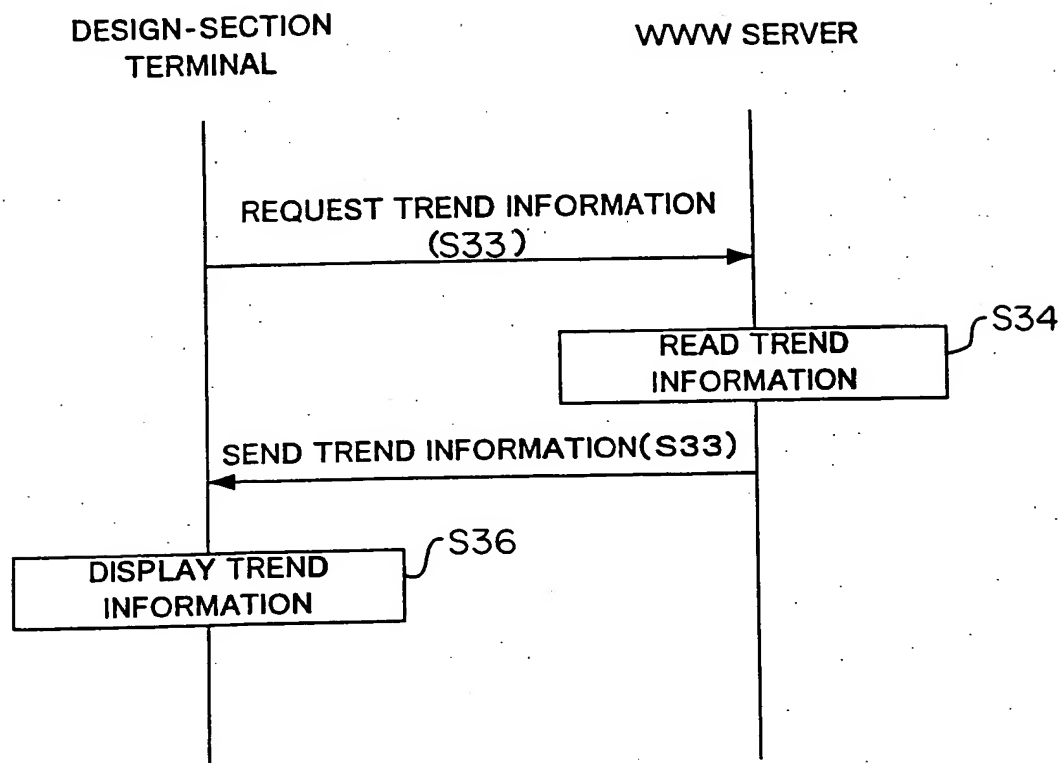 DESIGN-SECTION
TERMINAL
WWW SERVER
REQUEST TREND INFORMATION
(S33)
S34
READ TREND
INFORMATION
SEND TREND INFORMATION(S33)
S36
DISPLAY TREND
INFORMATION